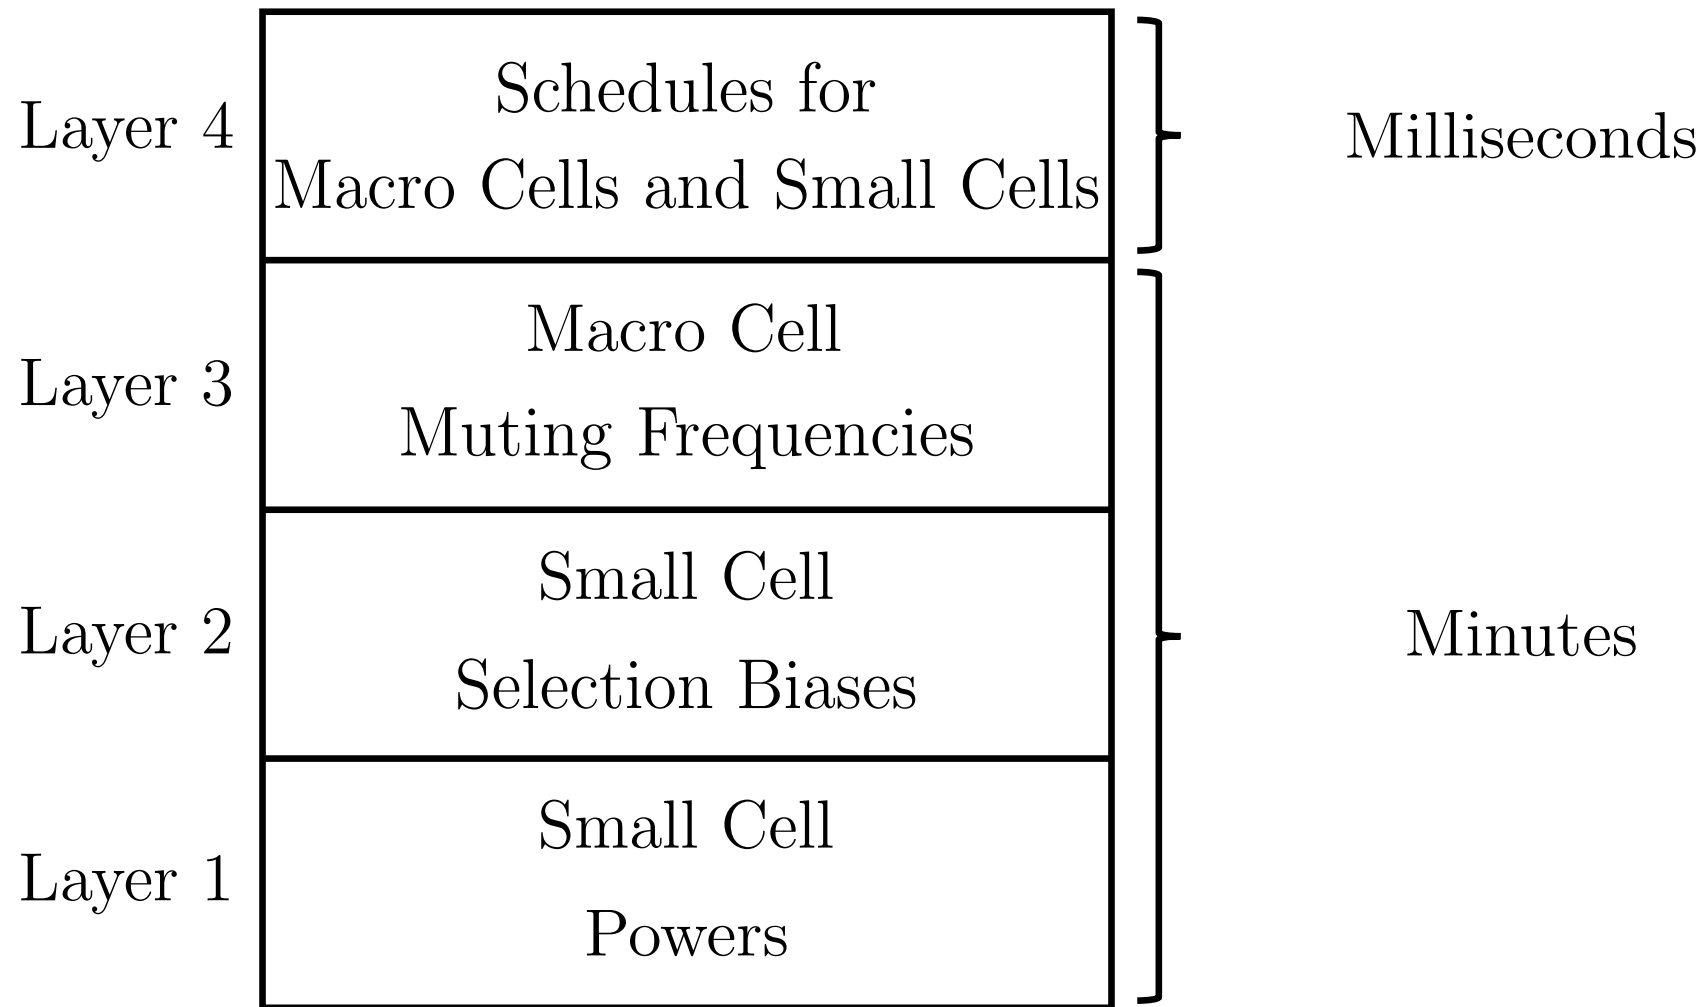 Layer 4
Schedules for
Macro Cells and Small Cells
Milliseconds
Layer 3
Macro Cell
Muting Frequencies
Layer 2
Small Cell
Selection Biases
Minutes
Layer 1
Small Cell
Powers